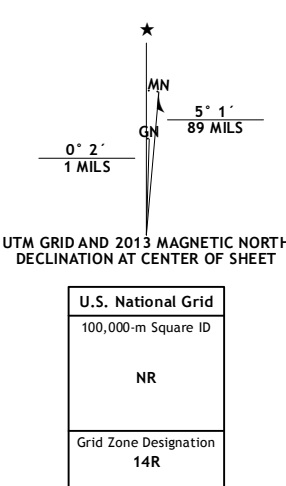 MN
5° 1´
89 MILS
GN
0° 2´
1 MILS
UTM GRID AND 2013 MAGNETIC NORTH
DECLINATION AT CENTER OF SHEET
U.S. National Grid
100,000-m Square ID
NR
Grid Zone Designation
14R